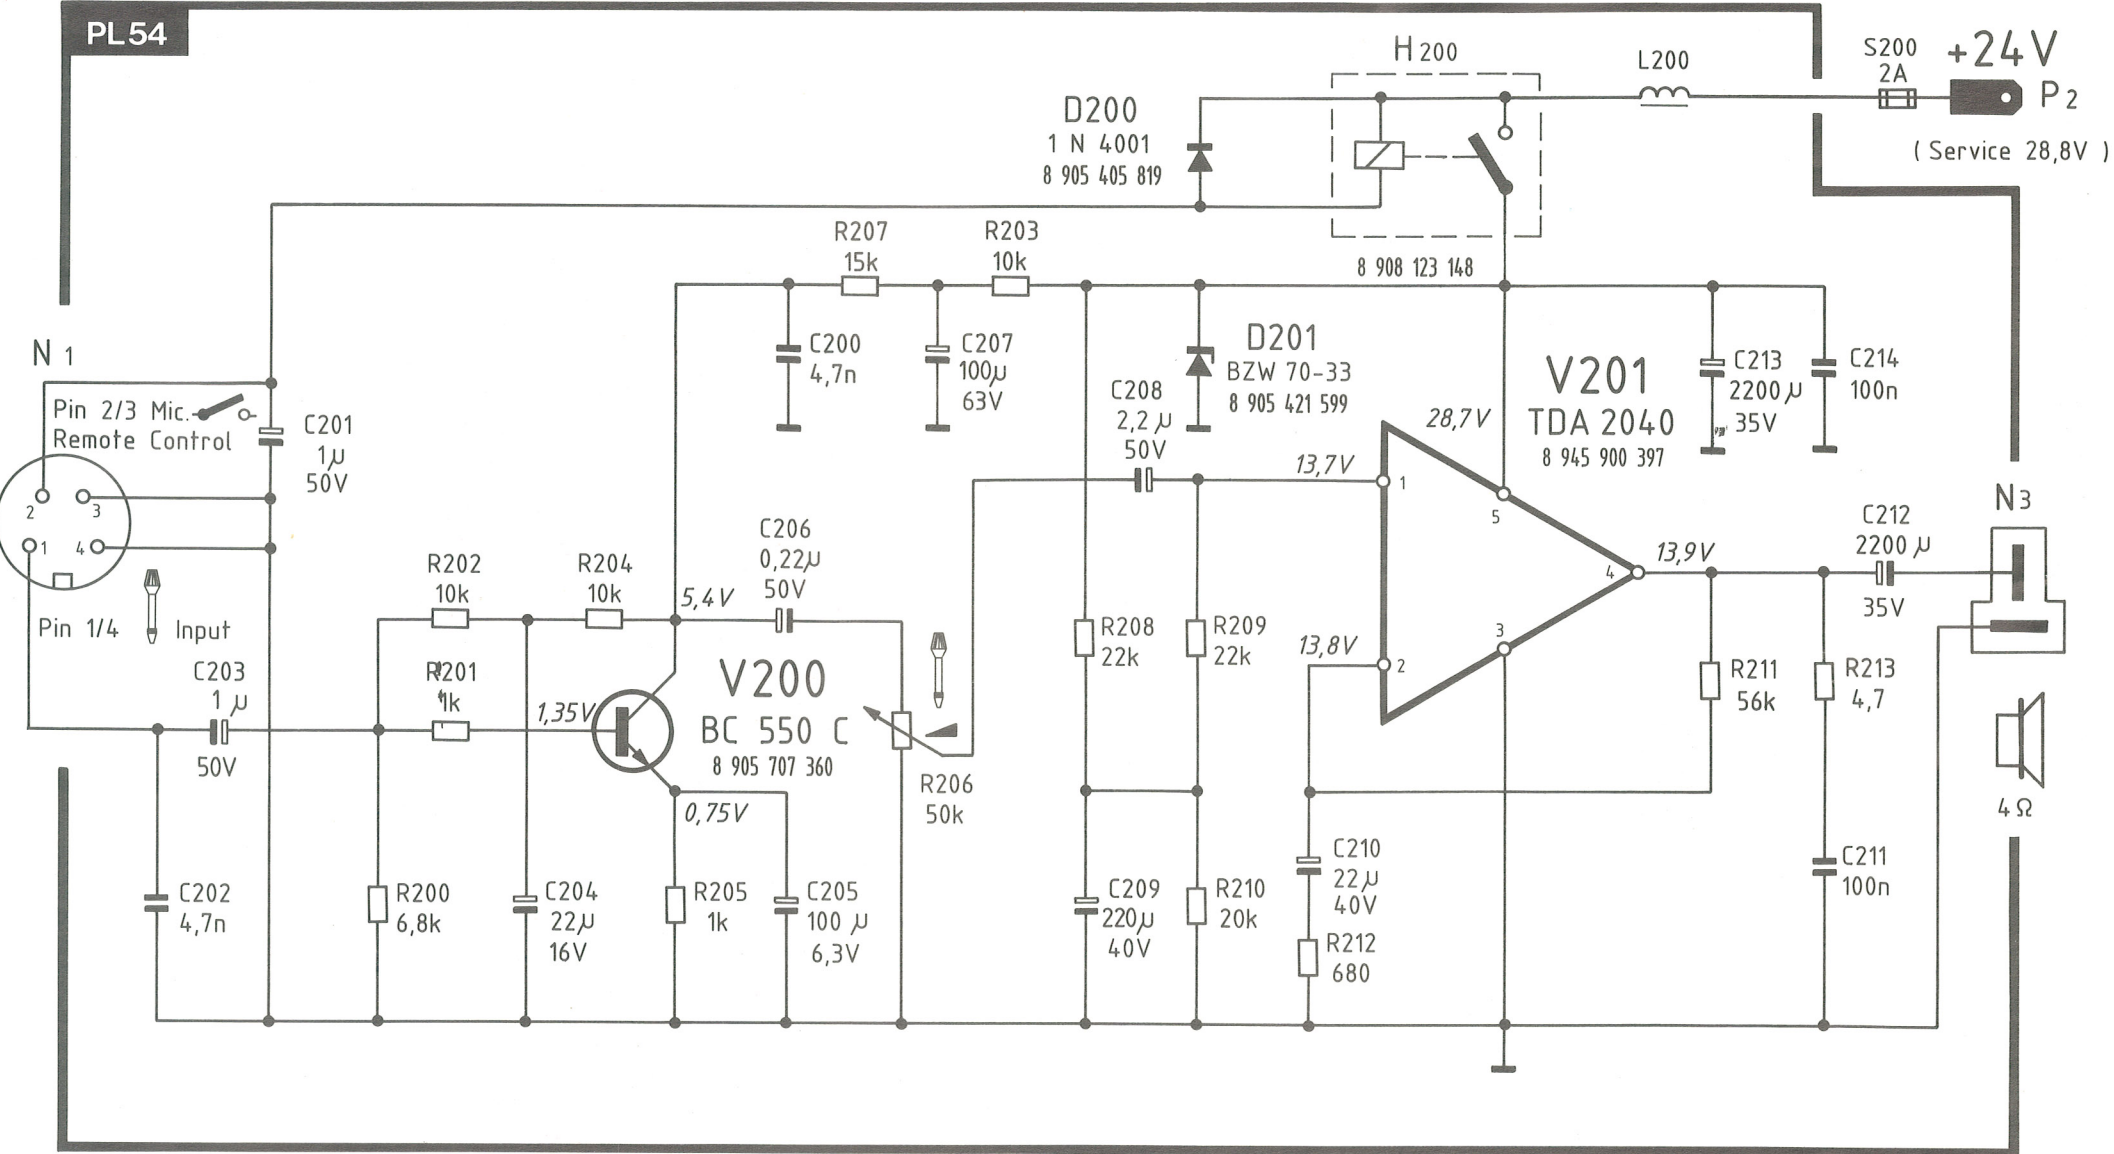 PL54
H200
L200
S200
2A
+24V
P2
(Service 28,8V)
D200
1 N 4001
8 905 405 819
R207
15k
R203
10k
8 908 123 148
N 1
Pin 2/3 Mic.
Remote Control
C201
1µ
50V
C200
4,7n
C207
100µ
63V
D201
BZW 70-33
8 905 421 599
C208
2,2 µ
50V
V201
TDA 2040
8 945 900 397
C213
2200 µ
35V
C214
100n
28,7V
13,7V
1
5
2
3
1
4
Pin 1/4
Input
C203
1 µ
50V
R202
10k
R204
10k
R201
1k
C206
0,22µ
50V
5,4V
1,35V
V200
BC 550 C
8 905 707 360
0,75V
R206
50k
R208
22k
R209
22k
13,8V
2
3
4
13,9V
C212
2200 µ
35V
N3
R211
56k
R213
4,7
4Ω
C202
4,7n
R200
6,8k
C204
22µ
16V
R205
1k
C205
100 µ
6,3V
C209
220µ
40V
R210
20k
C210
22µ
40V
R212
680
C211
100n